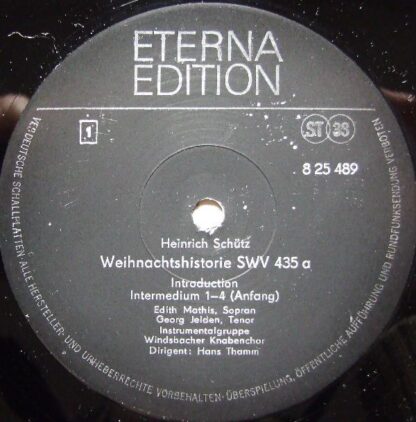 ETERNA
EDITION
1
ST 33
8 25 489
Heinrich Schütz
Weihnachtshistorie SWV 435 a
Introduction
Intermedium 1–4 (Anfang)
Edith Mathis, Sopran
Georg Jelden, Tenor
Instrumentalgruppe
Windsbacher Knabenchor
Dirigent: Hans Thamm
VEB DEUTSCHE SCHALLPLATTEN · ALLE HERSTELLER- UND URHEBERRECHTE VORBEHALTEN · ÜBERSPIELUNG, ÖFFENTLICHE AUFFÜHRUNG UND RUNDFUNKSENDUNG VERBOTEN